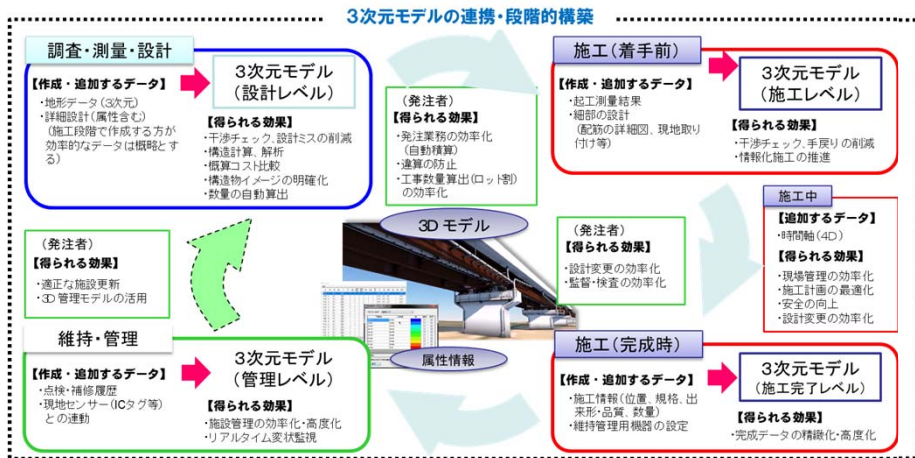 3次元モデルの連携・段階的構築
調査・測量・設計
【作成・追加するデータ】
・地形データ(3次元)
・詳細設計(属性含む)
(施工段階で作成する方が
効率的なデータは概略とす
る)
3次元モデル
(設計レベル)
【得られる効果】
・干渉チェック、設計ミスの削減
・構造計算、解析
・概算コスト比較
・構造物イメージの明確化
・数量の自動算出
(発注者)
【得られる効果】
・発注業務の効率化
(自動積算)
・違算の防止
・工事数量算出(ロット割)
の効率化
施工(着手前)
【作成・追加するデータ】
・起工測量結果
・細部の設計
(配筋の詳細図、現地取り
付け等)
3次元モデル
(施工レベル)
【得られる効果】
・干渉チェック、手戻りの削減
・情報化施工の推進
施工中
【追加するデータ】
・時間軸(4D)
【得られる効果】
・現場管理の効率化
・施工計画の最適化
・安全の向上
・設計変更の効率化
(発注者)
【得られる効果】
・設計変更の効率化
・監督・検査の効率化
3Dモデル
属性情報
(発注者)
【得られる効果】
・適正な施設更新
・3D管理モデルの活用
維持・管理
【作成・追加するデータ】
・点検・補修履歴
・現地センサー(ICタグ等)
との連動
3次元モデル
(管理レベル)
【得られる効果】
・施設管理の効率化・高度化
・リアルタイム変状監視
施工(完成時)
【作成・追加するデータ】
・施工情報(位置、規格、出
来形・品質、数量)
・維持管理用機器の設定
3次元モデル
(施工完了レベル)
【得られる効果】
・完成データの精緻化・高度化